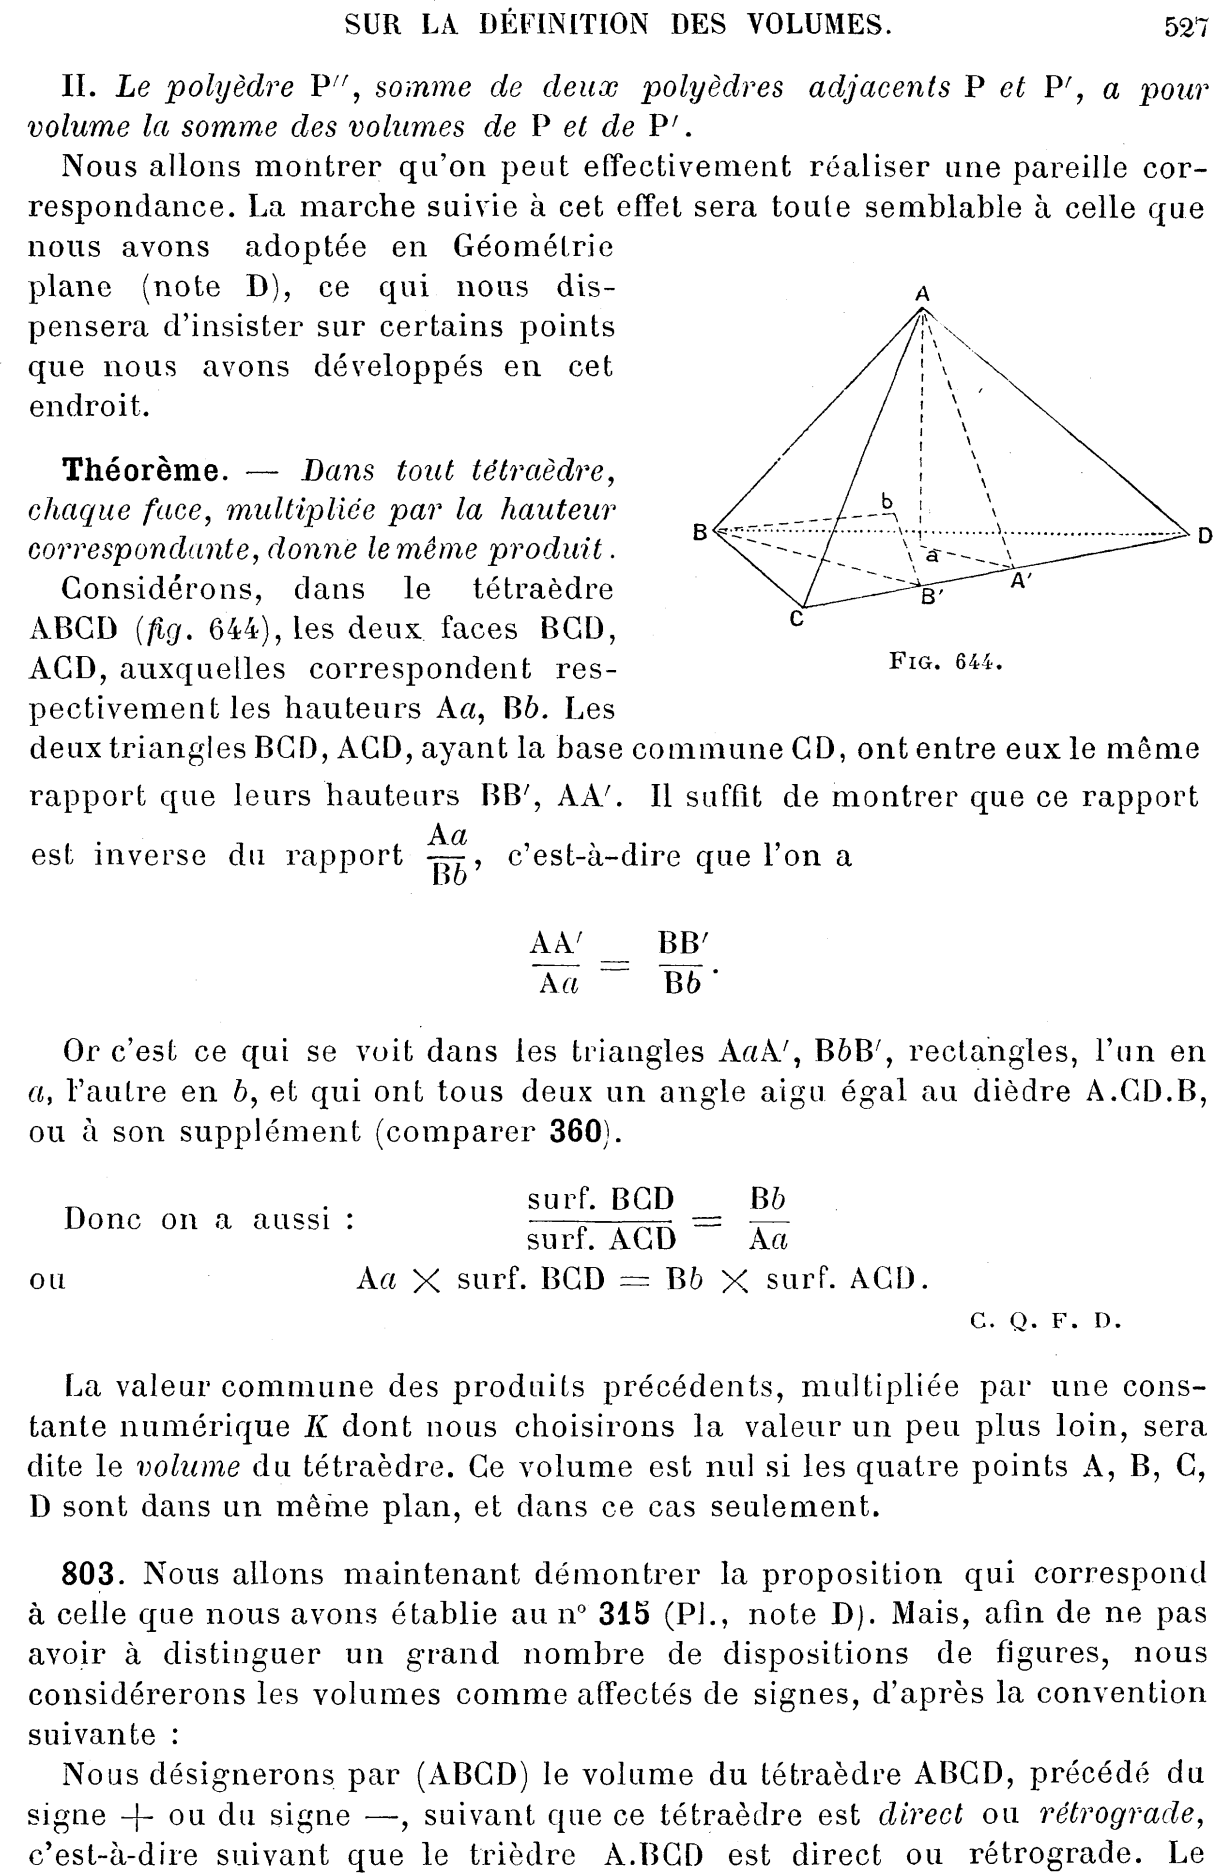 SUR LA DÉFINITION DES VOLUMES. 527
II. Le polyèdre P″, somme de deux polyèdres adjacents P et P′, a pour
volume la somme des volumes de P et de P′.
Nous allons montrer qu'on peut effectivement réaliser une pareille cor-
respondance. La marche suivie à cet effet sera toute semblable à celle que
nous avons adoptée en Géométrie
plane (note D), ce qui nous dis-
pensera d'insister sur certains points
que nous avons développés en cet
endroit.
Théorème. — Dans tout tétraèdre,
chaque face, multipliée par la hauteur
correspondante, donne le même produit.
Considérons, dans le tétraèdre
ABCD (fig. 644), les deux faces BCD,
ACD, auxquelles correspondent res-
pectivement les hauteurs Aa, Bb. Les
A
b
B
D
a
A′
B′
C
FIG. 644.
deux triangles BCD, ACD, ayant la base commune CD, ont entre eux le même
rapport que leurs hauteurs BB′, AA′. Il suffit de montrer que ce rapport
est inverse du rapport Aa/Bb, c'est-à-dire que l'on a
AA′/Aa = BB′/Bb.
Or c'est ce qui se voit dans les triangles AaA′, BbB′, rectangles, l'un en
a, l'autre en b, et qui ont tous deux un angle aigu égal au dièdre A.CD.B,
ou à son supplément (comparer 360).
Donc on a aussi : surf. BCD/surf. ACD = Bb/Aa
ou Aa × surf. BCD = Bb × surf. ACD.
C. Q. F. D.
La valeur commune des produits précédents, multipliée par une cons-
tante numérique K dont nous choisirons la valeur un peu plus loin, sera
dite le volume du tétraèdre. Ce volume est nul si les quatre points A, B, C,
D sont dans un même plan, et dans ce cas seulement.
803. Nous allons maintenant démontrer la proposition qui correspond
à celle que nous avons établie au n° 315 (Pl., note D). Mais, afin de ne pas
avoir à distinguer un grand nombre de dispositions de figures, nous
considérerons les volumes comme affectés de signes, d'après la convention
suivante :
Nous désignerons par (ABCD) le volume du tétraèdre ABCD, précédé du
signe + ou du signe —, suivant que ce tétraèdre est direct ou rétrograde,
c'est-à-dire suivant que le trièdre A.BCD est direct ou rétrograde. Le